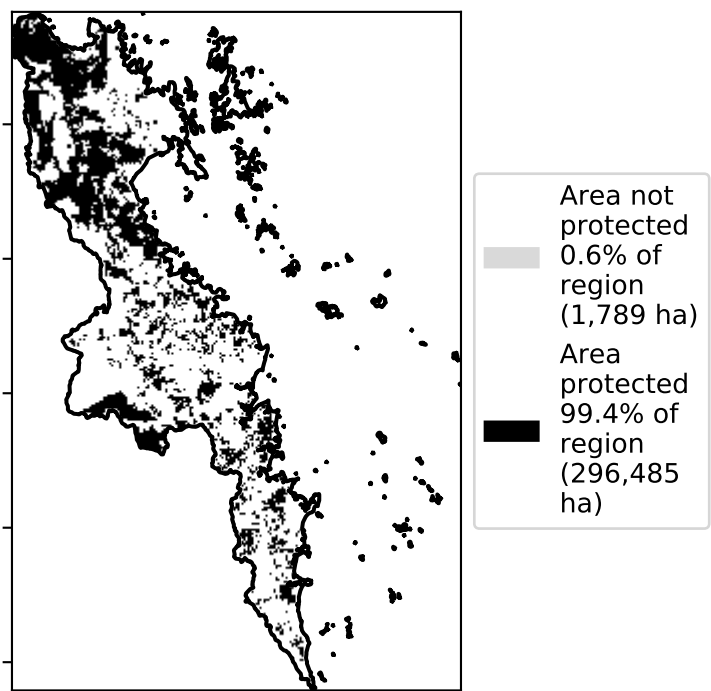 Area not
protected
0.6% of
region
(1,789 ha)
Area
protected
99.4% of
region
(296,485
ha)